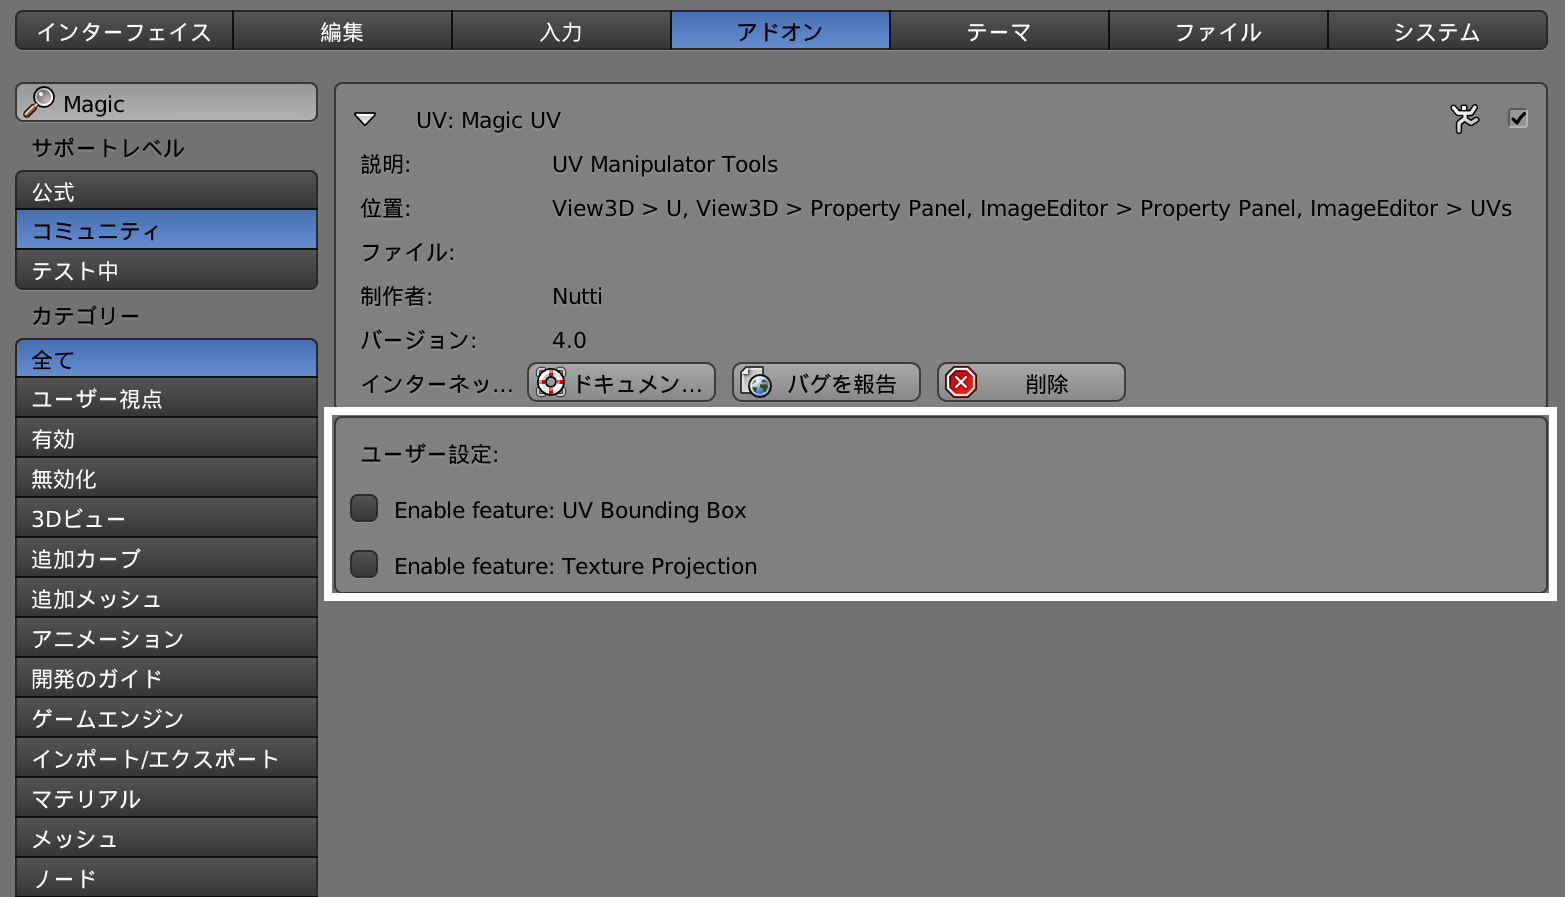 インターフェイス 編集 入力 アドオン テーマ ファイル システム
Magic
サポートレベル
公式
コミュニティ
テスト中
カテゴリー
全て
ユーザー視点
有効
無効化
3Dビュー
追加カーブ
追加メッシュ
アニメーション
開発のガイド
ゲームエンジン
インポート/エクスポート
マテリアル
メッシュ
ノード
UV: Magic UV
説明: UV Manipulator Tools
位置: View3D > U, View3D > Property Panel, ImageEditor > Property Panel, ImageEditor > UVs
ファイル:
制作者: Nutti
バージョン: 4.0
インターネッ... ドキュメン... バグを報告 削除
ユーザー設定:
Enable feature: UV Bounding Box
Enable feature: Texture Projection